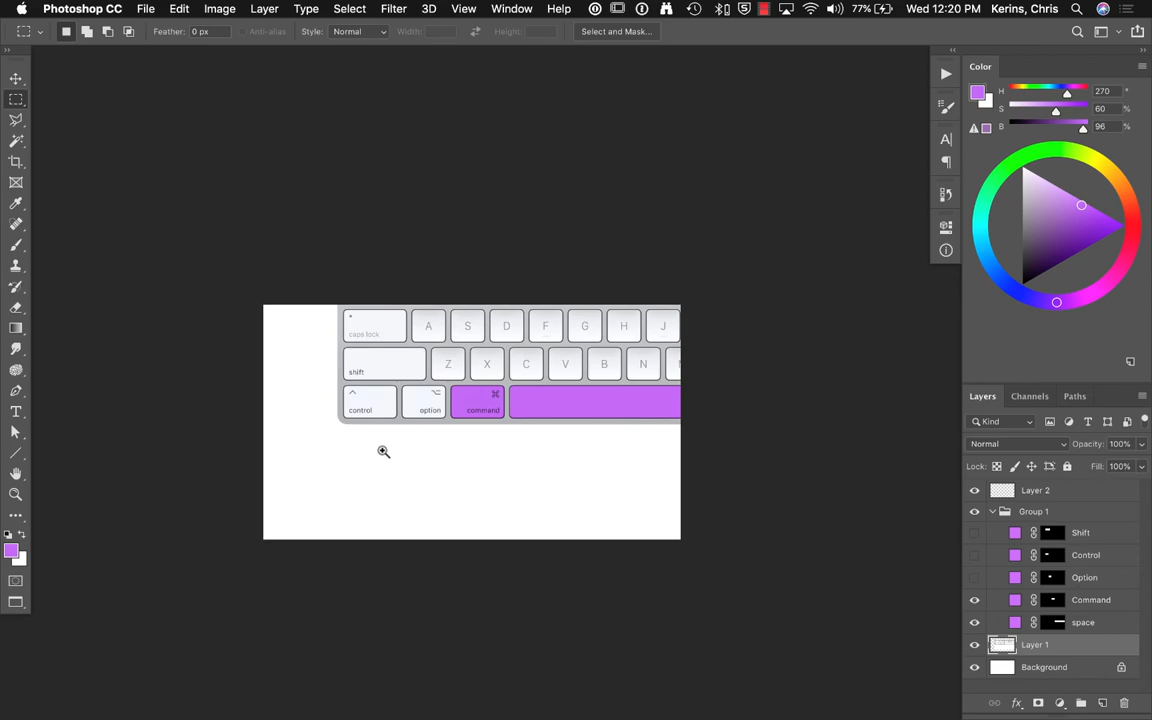 Photoshop CC File Edit Image Layer Type Select Filter 3D View Window Help 77% Wed 12:20 PM Kerins, Chris
Feather: 0 px Anti-alias Style: Normal Width: Height: Select and Mask...
Color
H 270 °
S 60 %
B 96 %
caps lock A S D F G H J
shift Z X C V B N
control option command
Layers Channels Paths
Kind
Normal Opacity: 100%
Lock: Fill: 100%
Layer 2
Group 1
Shift
Control
Option
Command
space
Layer 1
Background
fx